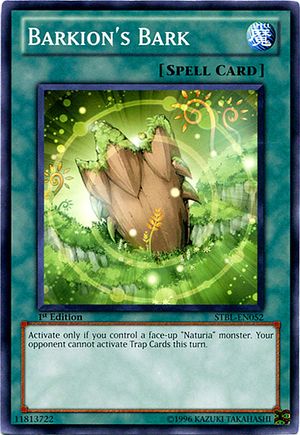 BARKION'S BARK
魔
[SPELL CARD]
1st Edition
STBL-EN052
Activate only if you control a face-up "Naturia" monster. Your
opponent cannot activate Trap Cards this turn.
11813722
©1996 KAZUKI TAKAHASHI